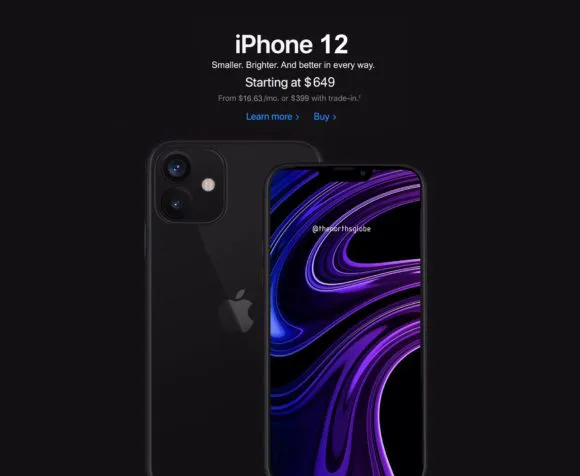 iPhone 12
Smaller. Brighter. And better in every way.
Starting at $649
From $16.63/mo. or $399 with trade-in.¹
Learn more > Buy >
@thenorthsglobe